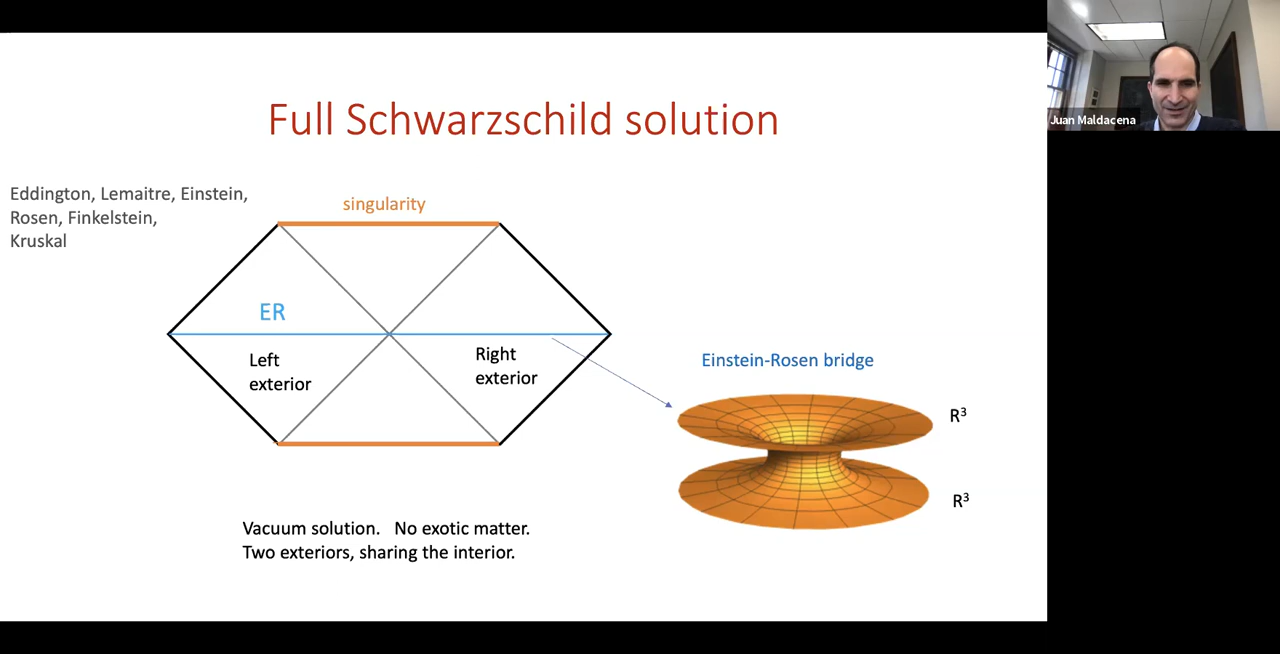 Full Schwarzschild solution
Juan Maldacena
Eddington, Lemaitre, Einstein,
Rosen, Finkelstein,
Kruskal
singularity
ER
Left
exterior
Right
exterior
Einstein-Rosen bridge
R³
R³
Vacuum solution. No exotic matter.
Two exteriors, sharing the interior.